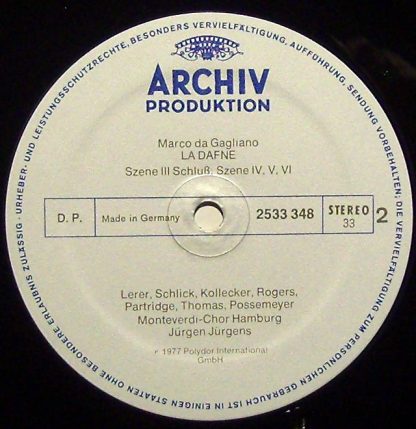 ALLE URHEBER- UND LEISTUNGSSCHUTZRECHTE, BESONDERS VERVIELFÄLTIGUNG, AUFFÜHRUNG, SENDUNG VORBEHALTEN; DIE VERVIELFÄLTIGUNG ZUM PERSÖNLICHEN GEBRAUCH IST IN EINIGEN STAATEN OHNE BESONDERE ERLAUBNIS ZULÄSSIG
ARCHIV
PRODUKTION
Marco da Gagliano
LA DAFNE
Szene III Schluß, Szene IV, V, VI
D. P. Made in Germany 2533 348 STEREO 2
33
Lerer, Schlick, Kollecker, Rogers,
Partridge, Thomas, Possemeyer
Monteverdi-Chor Hamburg
Jürgen Jürgens
℗ 1977 Polydor International
GmbH